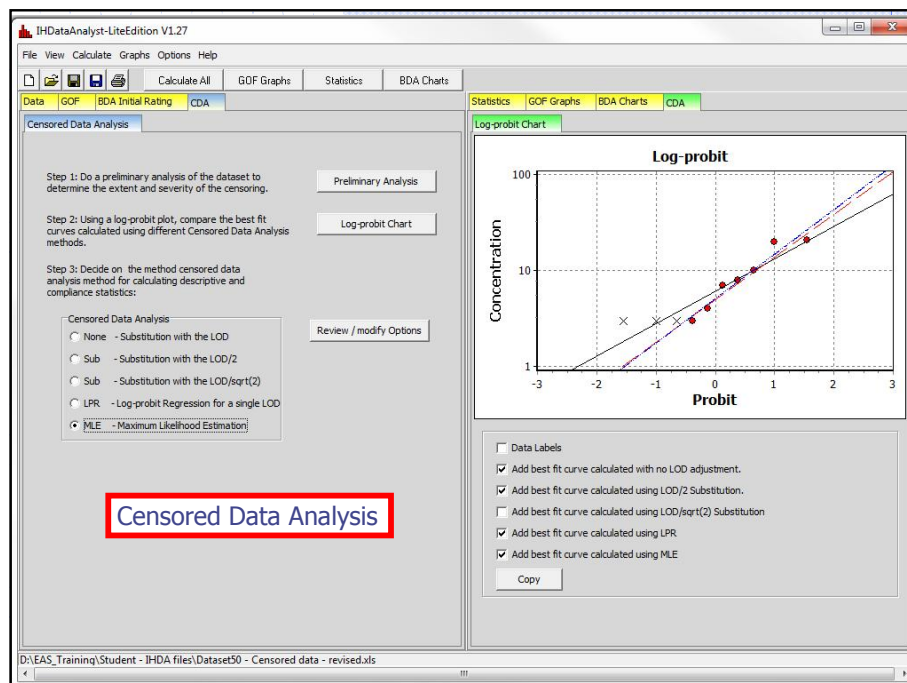 IHDataAnalyst-LiteEdition V1.27
File View Calculate Graphs Options Help
Calculate All GOF Graphs Statistics BDA Charts
Data GOF BDA Initial Rating CDA
Censored Data Analysis
Step 1: Do a preliminary analysis of the dataset to
determine the extent and severity of the censoring.
Preliminary Analysis
Step 2: Using a log-probit plot, compare the best fit
curves calculated using different Censored Data Analysis
methods.
Log-probit Chart
Step 3: Decide on the method censored data
analysis method for calculating descriptive and
compliance statistics:
Censored Data Analysis
None - Substitution with the LOD
Sub - Substitution with the LOD/2
Sub - Substitution with the LOD/sqrt(2)
LPR - Log-probit Regression for a single LOD
MLE - Maximum Likelihood Estimation
Review / modify Options
Censored Data Analysis
Statistics GOF Graphs BDA Charts CDA
Log-probit Chart
Log-probit
Concentration
100
10
1
-3 -2 -1 0 1 2 3
Probit
Data Labels
Add best fit curve calculated with no LOD adjustment.
Add best fit curve calculated using LOD/2 Substitution.
Add best fit curve calculated using LOD/sqrt(2) Substitution
Add best fit curve calculated using LPR
Add best fit curve calculated using MLE
Copy
D:\EAS_Training\Student - IHDA files\Dataset50 - Censored data - revised.xls